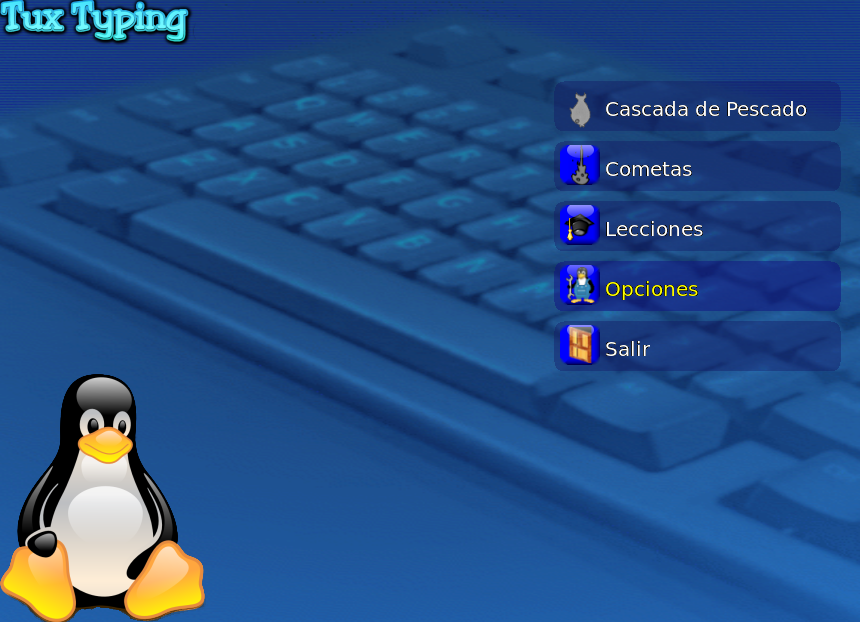 Tux Typing
Cascada de Pescado
Cometas
Lecciones
Opciones
Salir